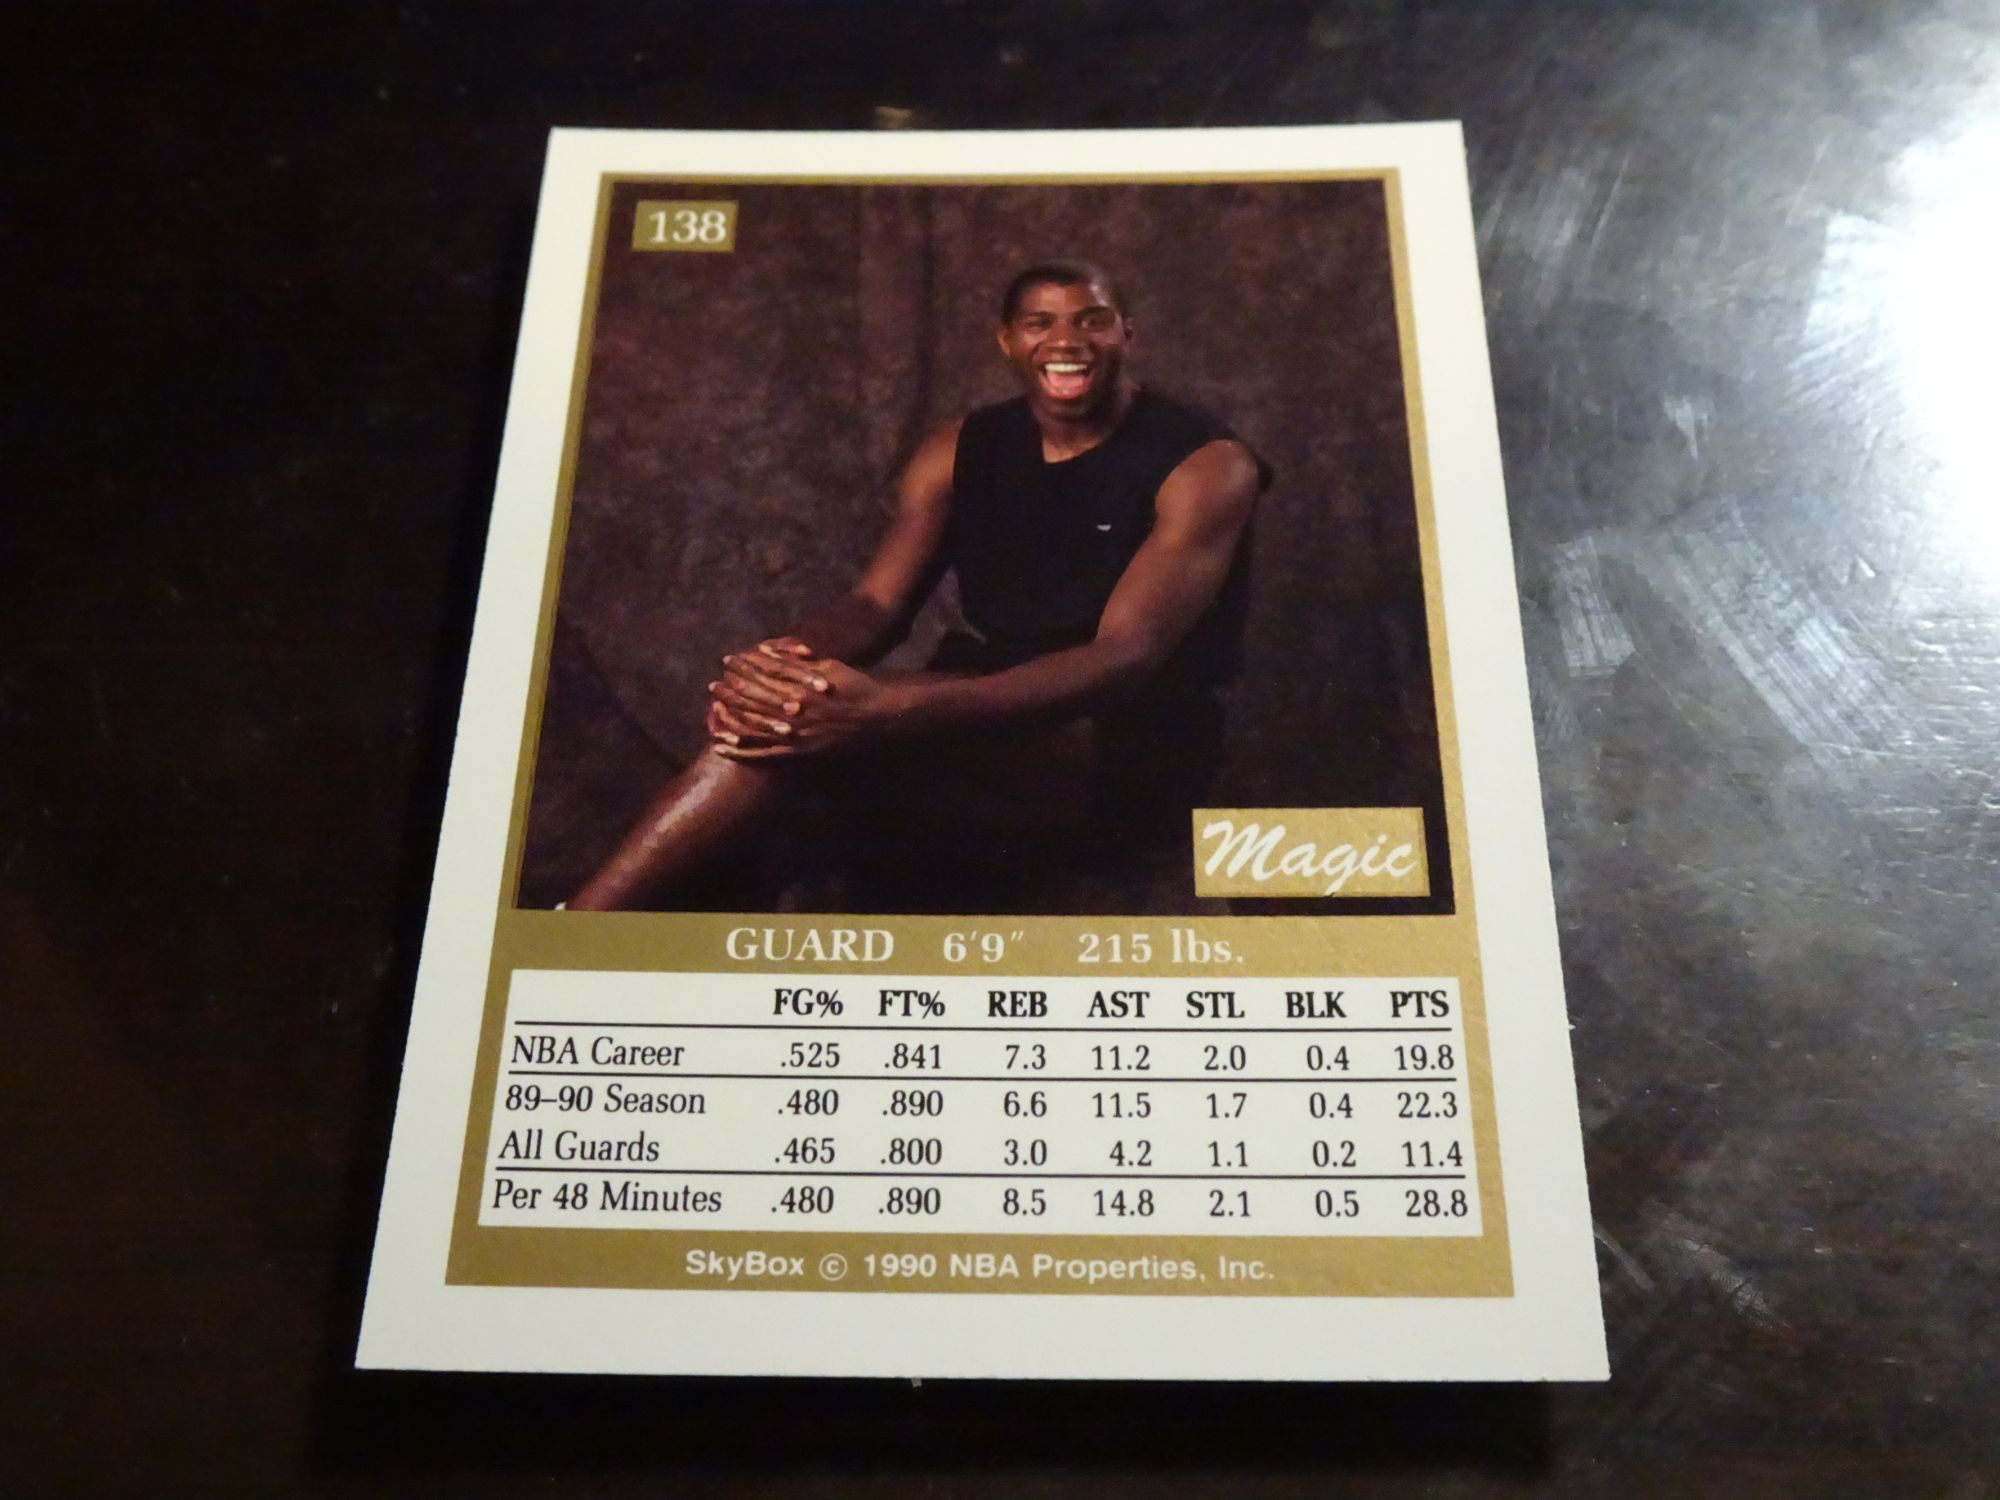 138
Magic
GUARD 6'9" 215 lbs.
FG% FT% REB AST STL BLK PTS
NBA Career .525 .841 7.3 11.2 2.0 0.4 19.8
89–90 Season .480 .890 6.6 11.5 1.7 0.4 22.3
All Guards .465 .800 3.0 4.2 1.1 0.2 11.4
Per 48 Minutes .480 .890 8.5 14.8 2.1 0.5 28.8
SkyBox © 1990 NBA Properties, Inc.